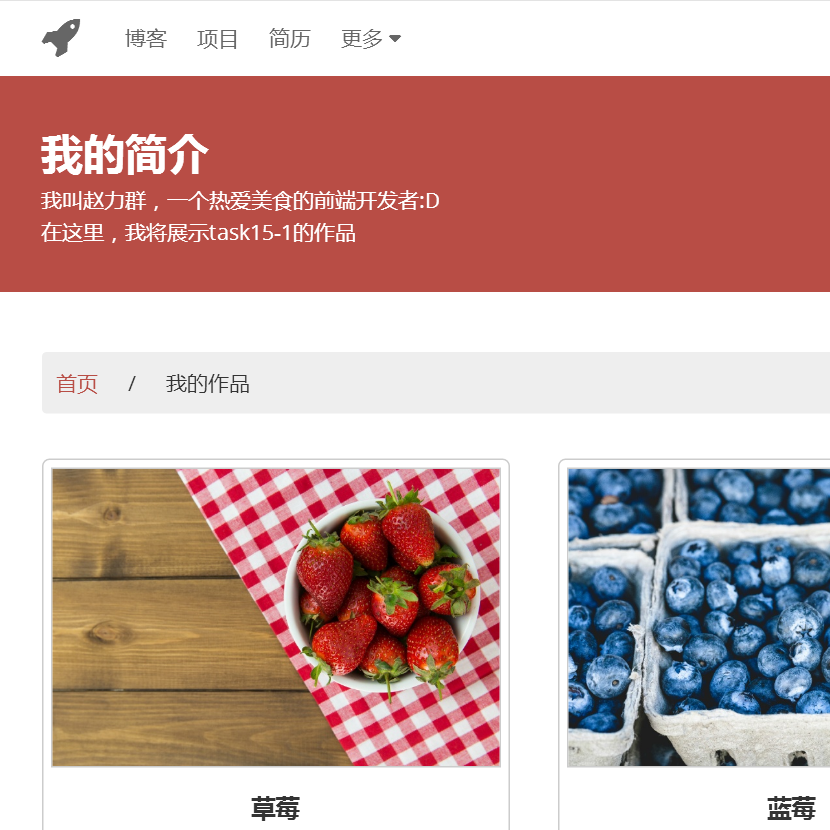 博客 项目 简历 更多
我的简介
我叫赵力群，一个热爱美食的前端开发者:D
在这里，我将展示task15-1的作品
首页 / 我的作品
草莓 蓝莓